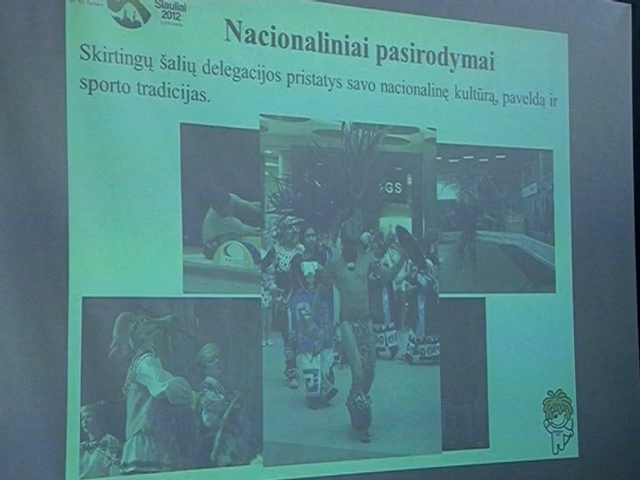 Šiauliai
2012
Nacionaliniai pasirodymai
Skirtingų šalių delegacijos pristatys savo nacionalinę kultūrą, paveldą ir
sporto tradicijas.
GS